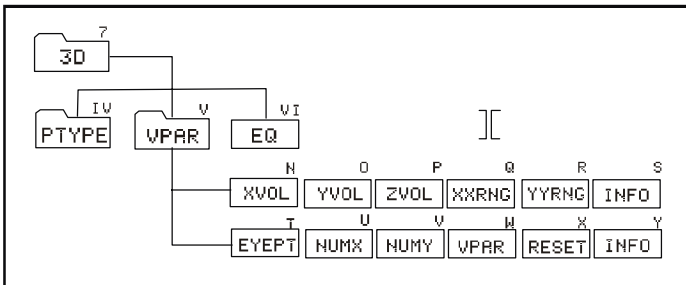 7
3D
IV V VI
PTYPE VPAR EQ
][
N O P Q R S
XVOL YVOL ZVOL XXRNG YYRNG INFO
T U V W X Y
EYEPT NUMX NUMY VPAR RESET INFO